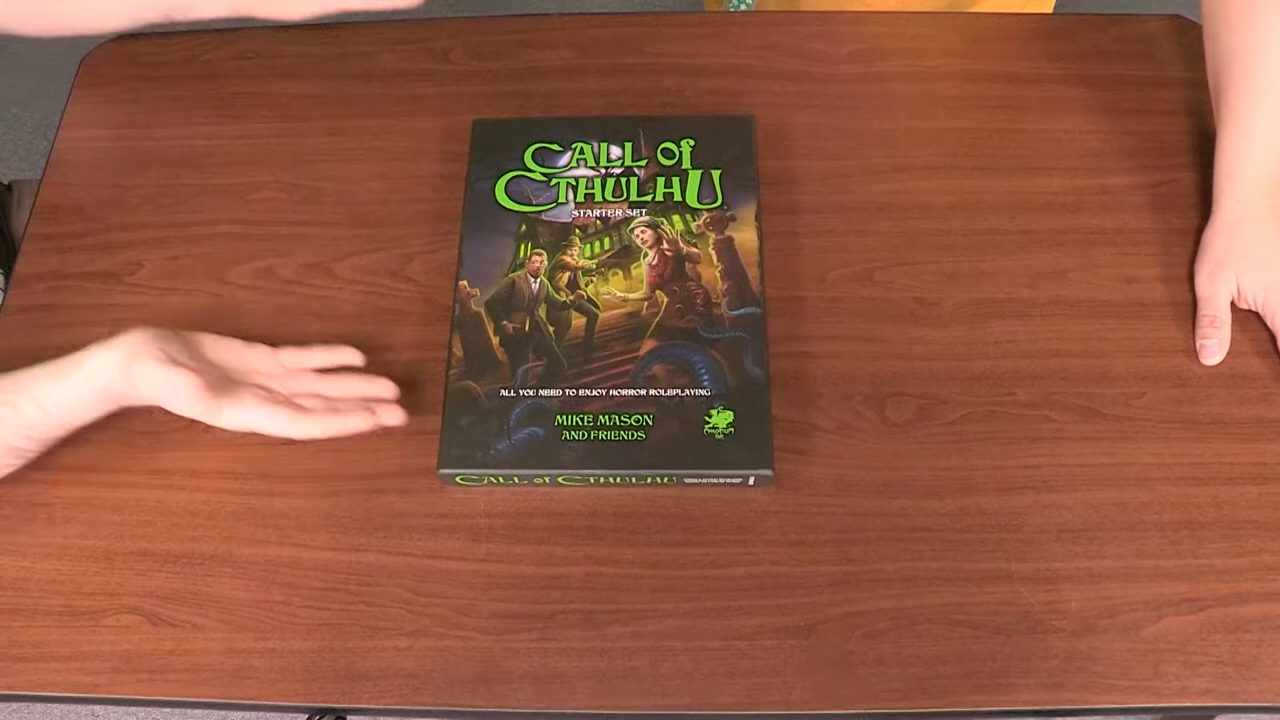 CALL OF
CTHULHU
STARTER SET
ALL YOU NEED TO ENJOY HORROR ROLEPLAYING
MIKE MASON
AND FRIENDS
CALL OF CTHULHU